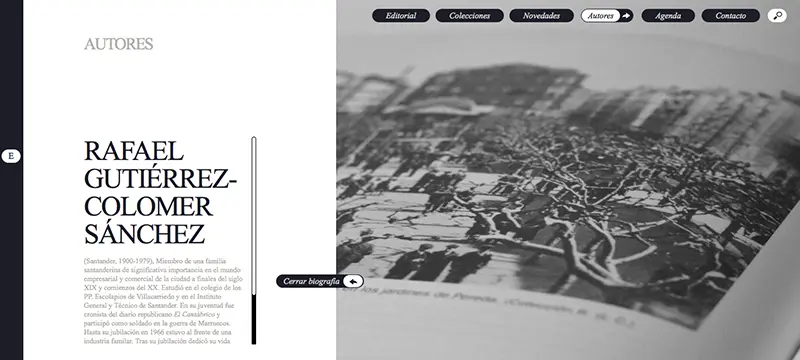 Editorial
Colecciones
Novedades
Autores
Agenda
Contacto
AUTORES
E
RAFAEL
GUTIÉRREZ-
COLOMER
SÁNCHEZ
(Santander, 1900-1979), Miembro de una familia
santanderina de significativa importancia en el mundo
empresarial y comercial de la ciudad a finales del siglo
XIX y comienzos del XX. Estudió en el colegio de los
PP. Escolapios de Villacarriedo y en el Instituto
General y Técnico de Santander. En su juventud fue
cronista del diario republicano El Cantábrico y
participó como soldado en la guerra de Marruecos.
Hasta su jubilación en 1966 estuvo al frente de una
industria familiar. Tras su jubilación dedicó su vida
Cerrar biografía
los jardines de Pereda. (Colección, R. G. C.)